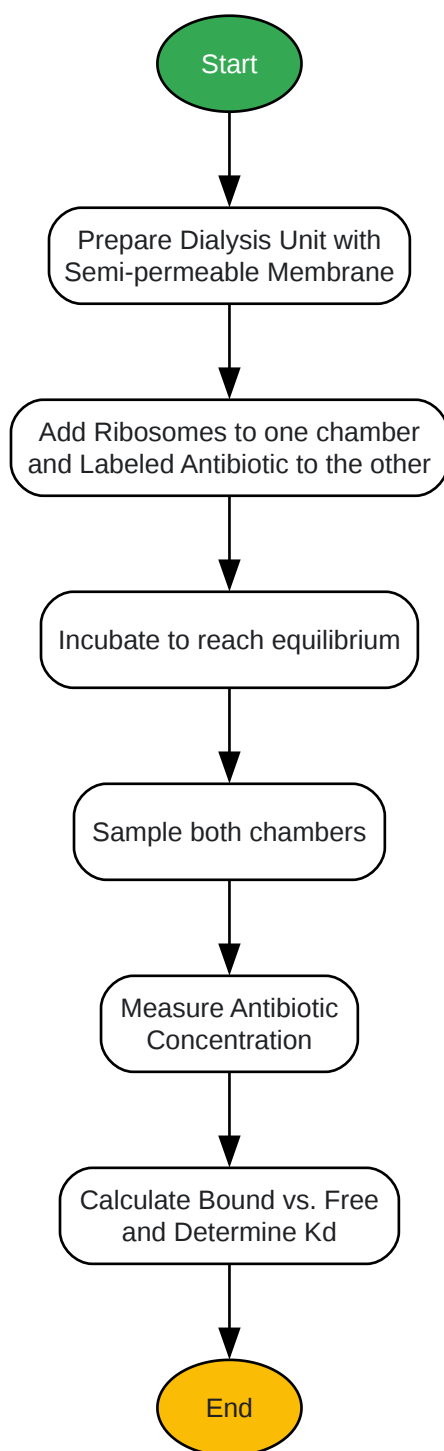 Start
Prepare Dialysis Unit with
Semi-permeable Membrane
Add Ribosomes to one chamber
and Labeled Antibiotic to the other
Incubate to reach equilibrium
Sample both chambers
Measure Antibiotic
Concentration
Calculate Bound vs. Free
and Determine Kd
End